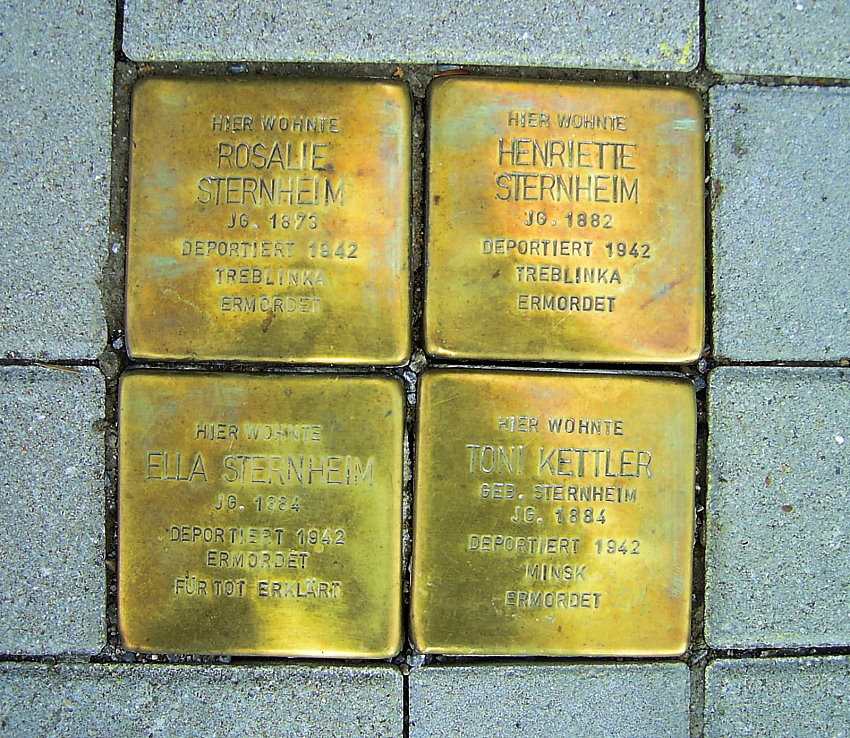 HIER WOHNTE
ROSALIE
STERNHEIM
JG. 1873
DEPORTIERT 1942
TREBLINKA
ERMORDET
HIER WOHNTE
HENRIETTE
STERNHEIM
JG. 1882
DEPORTIERT 1942
TREBLINKA
ERMORDET
HIER WOHNTE
ELLA STERNHEIM
JG. 1884
DEPORTIERT 1942
ERMORDET
FÜR TOT ERKLÄRT
HIER WOHNTE
TONI KETTLER
GEB. STERNHEIM
JG. 1884
DEPORTIERT 1942
MINSK
ERMORDET